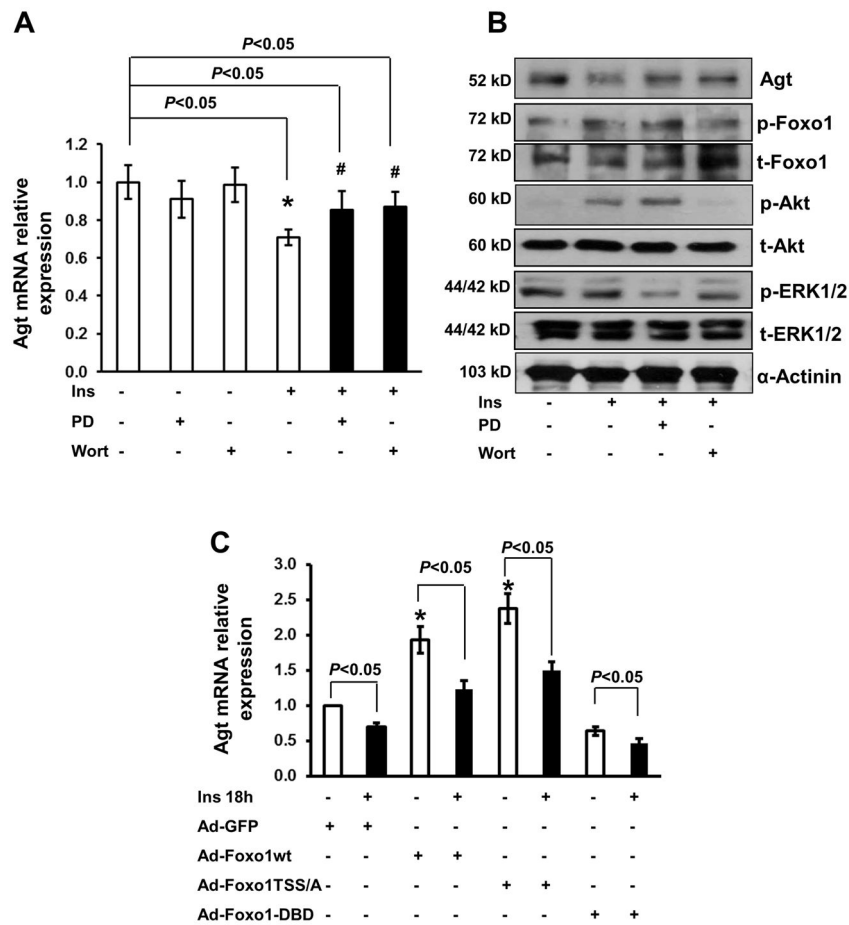 A
P<0.05
P<0.05
P<0.05
Agt mRNA relative
expression
1.2
1.0
0.8
0.6
0.4
0.2
0.0
* # #
Ins - - - + + +
PD - + - - + -
Wort - - + - - +
B
52 kD Agt
72 kD p-Foxo1
72 kD t-Foxo1
60 kD p-Akt
60 kD t-Akt
44/42 kD p-ERK1/2
44/42 kD t-ERK1/2
103 kD α-Actinin
Ins - + + +
PD - - + -
Wort - - - +
C
Agt mRNA relative
expression
3.0
2.5
2.0
1.5
1.0
0.5
0.0
P<0.05
P<0.05
P<0.05
P<0.05
* *
Ins 18h - + - + - + - +
Ad-GFP + + - - - - - -
Ad-Foxo1wt - - + + - - - -
Ad-Foxo1TSS/A - - - - + + - -
Ad-Foxo1-DBD - - - - - - + +